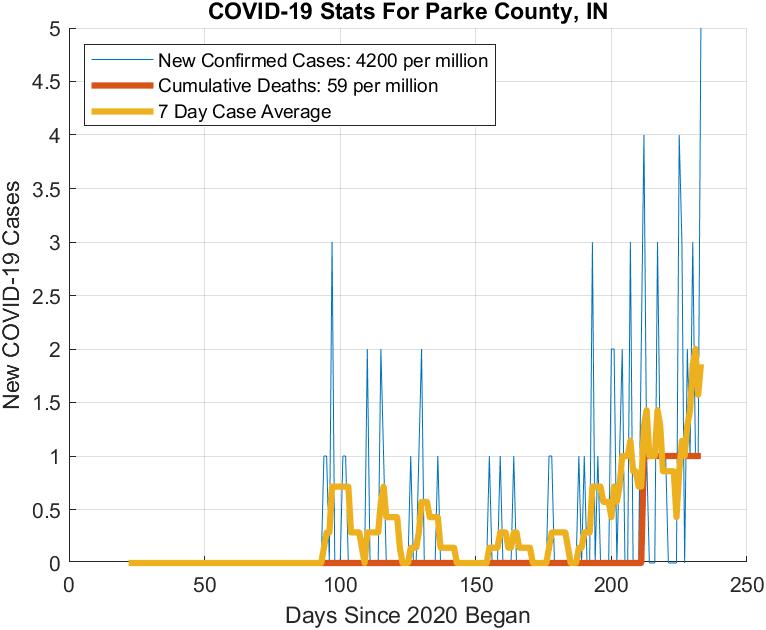 COVID-19 Stats For Parke County, IN
New Confirmed Cases: 4200 per million
Cumulative Deaths: 59 per million
7 Day Case Average
New COVID-19 Cases
5
4.5
4
3.5
3
2.5
2
1.5
1
0.5
0
0 50 100 150 200 250
Days Since 2020 Began